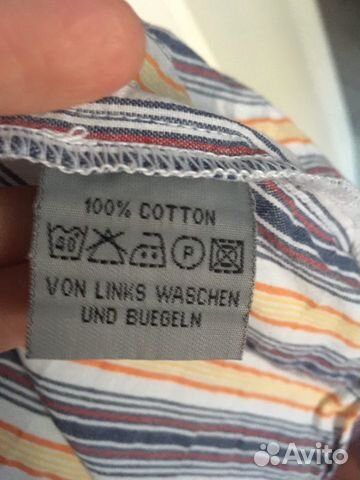 100% COTTON
40 P
VON LINKS WASCHEN
UND BUEGELN
Avito